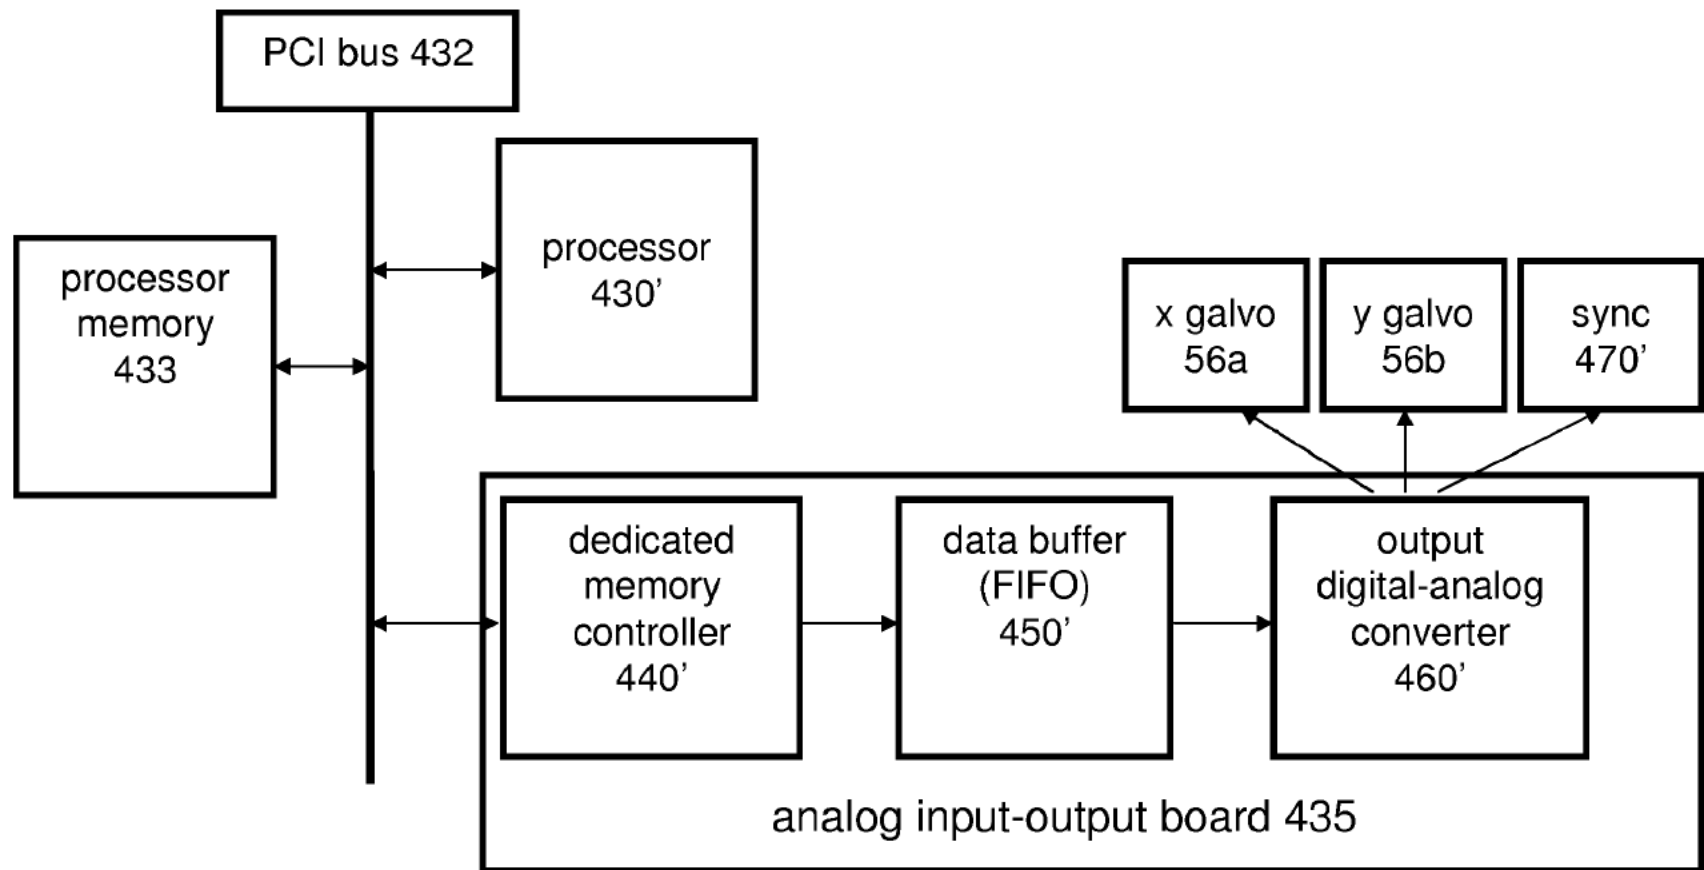 PCI bus 432
processor
430’
processor
memory
433
x galvo
56a
y galvo
56b
sync
470’
dedicated
memory
controller
440’
data buffer
(FIFO)
450’
output
digital-analog
converter
460’
analog input-output board 435